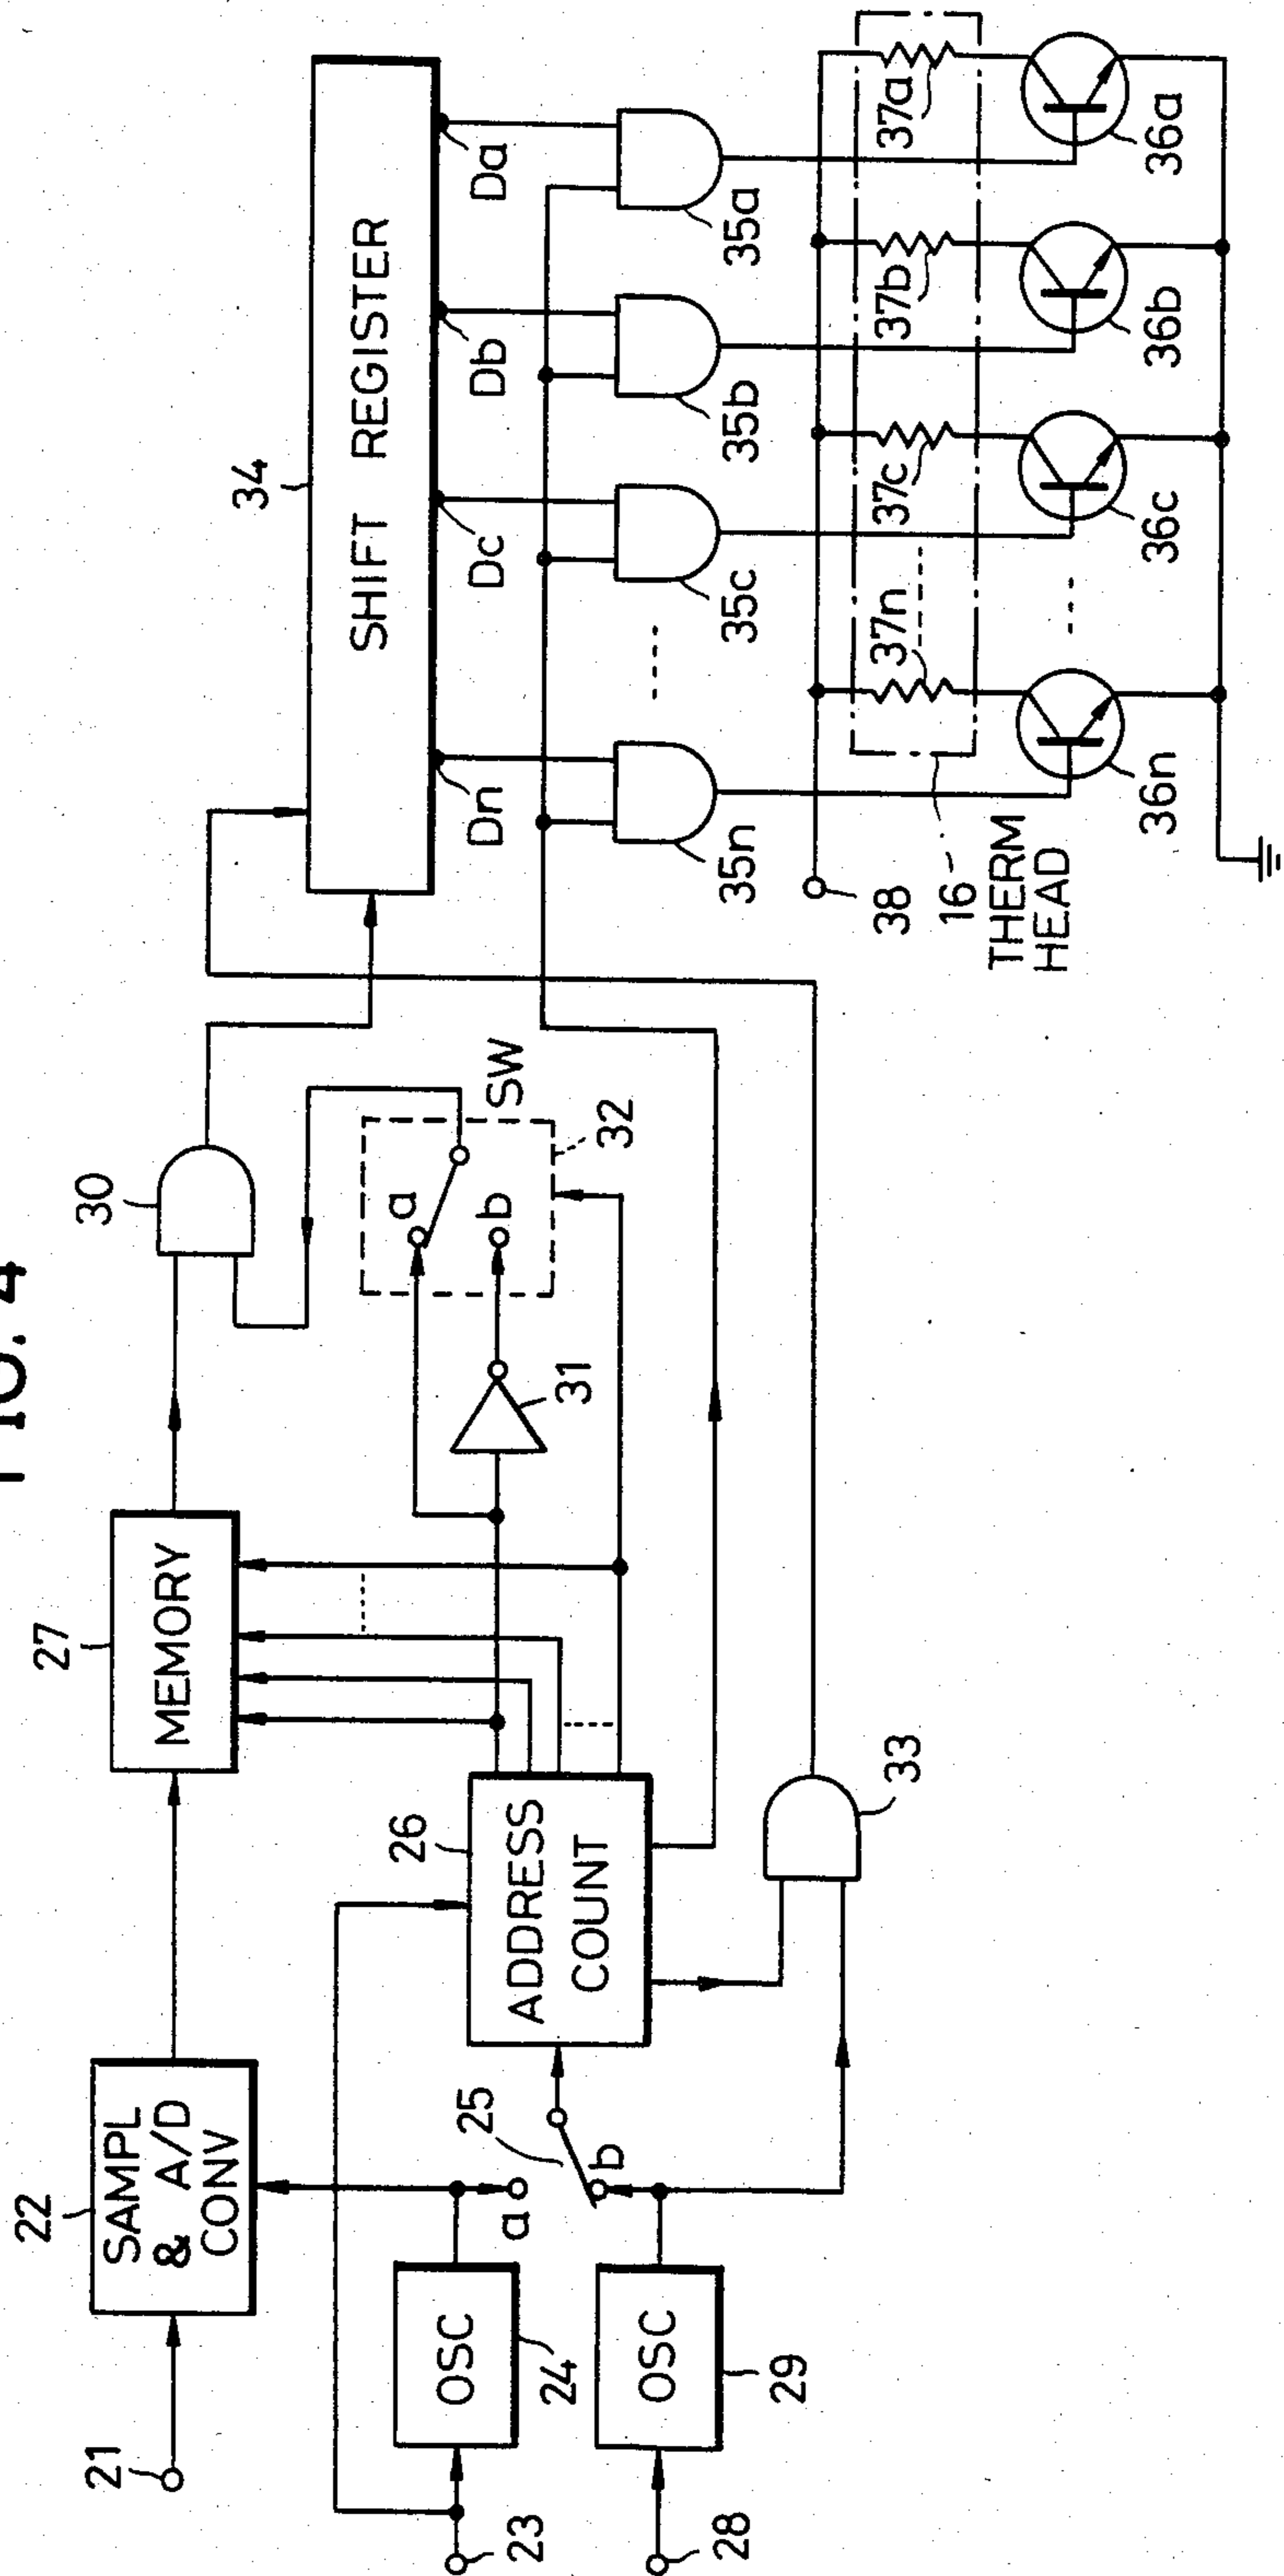 FIG. 4
21
22
SAMPL
& A/D
CONV
27
MEMORY
30
34
SHIFT REGISTER
Dn
Dc
Db
Da
23
OSC
24
a
25
b
26
ADDRESS
COUNT
31
a
b
SW
32
28
OSC
29
33
35n
35c
35b
35a
38
16
THERM
HEAD
37n
37c
37b
37a
36n
36c
36b
36a